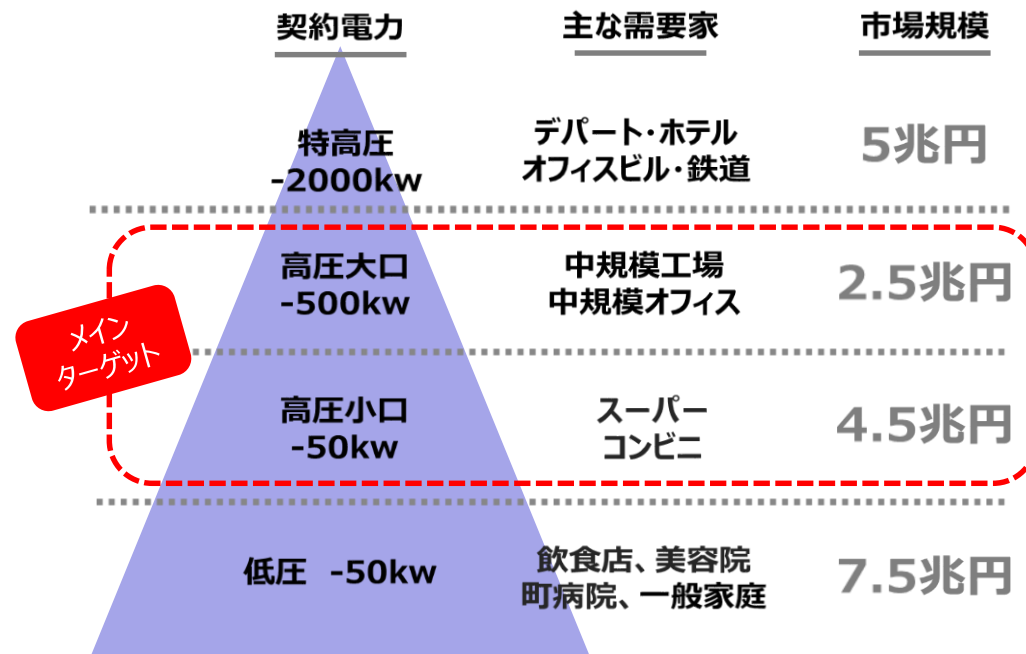 契約電力 主な需要家 市場規模
特高圧
-2000kw
デパート・ホテル
オフィスビル・鉄道
5兆円
メイン
ターゲット
高圧大口
-500kw
中規模工場
中規模オフィス
2.5兆円
高圧小口
-50kw
スーパー
コンビニ
4.5兆円
低圧 -50kw
飲食店、美容院
町病院、一般家庭
7.5兆円